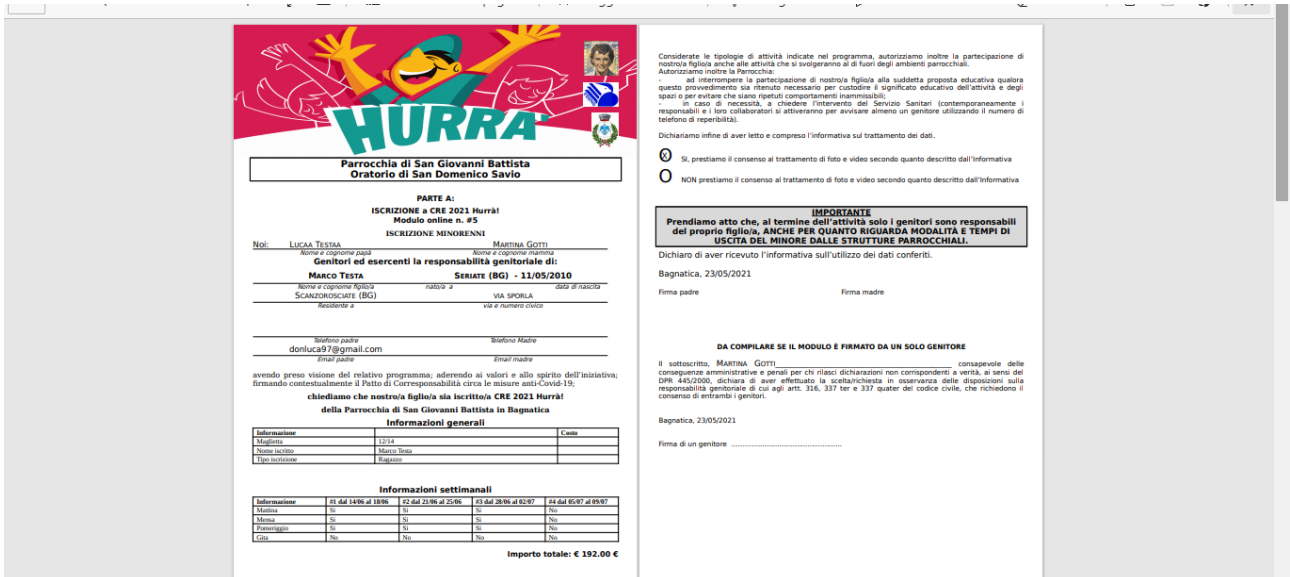 HURRA'
Parrocchia di San Giovanni Battista
Oratorio di San Domenico Savio
PARTE A:
ISCRIZIONE a CRE 2021 Hurrà!
Modulo online n. #5
ISCRIZIONE MINORENNI
Noi: LUCAA TESTAA MARTINA GOTTI
Nome e cognome papà Nome e cognome mamma
Genitori ed esercenti la responsabilità genitoriale di:
MARCO TESTA SERIATE (BG) - 11/05/2010
Nome e cognome figlio/a nato/a a data di nascita
SCANZOROSCIATE (BG) VIA SPORLA
Residente a via e numero civico
Telefono padre Telefono Madre
donluca97@gmail.com
Email padre Email madre
avendo preso visione del relativo programma; aderendo ai valori e allo spirito dell'iniziativa;
firmando contestualmente il Patto di Corresponsabilità circa le misure anti-Covid-19;
chiediamo che nostro/a figlio/a sia iscritto/a CRE 2021 Hurrà!
della Parrocchia di San Giovanni Battista in Bagnatica
Informazioni generali
Informazione Costo
Maglietta 12/14
Nome iscritto Marco Testa
Tipo iscrizione Ragazzo
Informazioni settimanali
Informazione #1 dal 14/06 al 18/06 #2 dal 21/06 al 25/06 #3 dal 28/06 al 02/07 #4 dal 05/07 al 09/07
Mattina Si Si Si No
Mensa Si Si Si No
Pomeriggio Si Si Si No
Gita No No No No
Importo totale: € 192.00 €
Considerate le tipologie di attività indicate nel programma, autorizziamo inoltre la partecipazione di
nostro/a figlio/a anche alle attività che si svolgeranno al di fuori degli ambienti parrocchiali.
Autorizziamo inoltre la Parrocchia:
- ad interrompere la partecipazione di nostro/a figlio/a alla suddetta proposta educativa qualora
questo provvedimento sia ritenuto necessario per custodire il significato educativo dell'attività e degli
spazi o per evitare che siano ripetuti comportamenti inammissibili;
- in caso di necessità, a chiedere l'intervento del Servizio Sanitari (contemporaneamente i
responsabili e i loro collaboratori si attiveranno per avvisare almeno un genitore utilizzando il numero di
telefono di reperibilità).
Dichiariamo infine di aver letto e compreso l'informativa sul trattamento dei dati.
SI, prestiamo il consenso al trattamento di foto e video secondo quanto descritto dall'Informativa
NON prestiamo il consenso al trattamento di foto e video secondo quanto descritto dall'Informativa
IMPORTANTE
Prendiamo atto che, al termine dell'attività solo i genitori sono responsabili
del proprio figlio/a, ANCHE PER QUANTO RIGUARDA MODALITÀ E TEMPI DI
USCITA DEL MINORE DALLE STRUTTURE PARROCCHIALI.
Dichiaro di aver ricevuto l'informativa sull'utilizzo dei dati conferiti.
Bagnatica, 23/05/2021
Firma padre Firma madre
DA COMPILARE SE IL MODULO È FIRMATO DA UN SOLO GENITORE
Il sottoscritto, MARTINA GOTTI consapevole delle
conseguenze amministrative e penali per chi rilasci dichiarazioni non corrispondenti a verità, ai sensi del
DPR 445/2000, dichiara di aver effettuato la scelta/richiesta in osservanza delle disposizioni sulla
responsabilità genitoriale di cui agli artt. 316, 337 ter e 337 quater del codice civile, che richiedono il
consenso di entrambi i genitori.
Bagnatica, 23/05/2021
Firma di un genitore ................................................